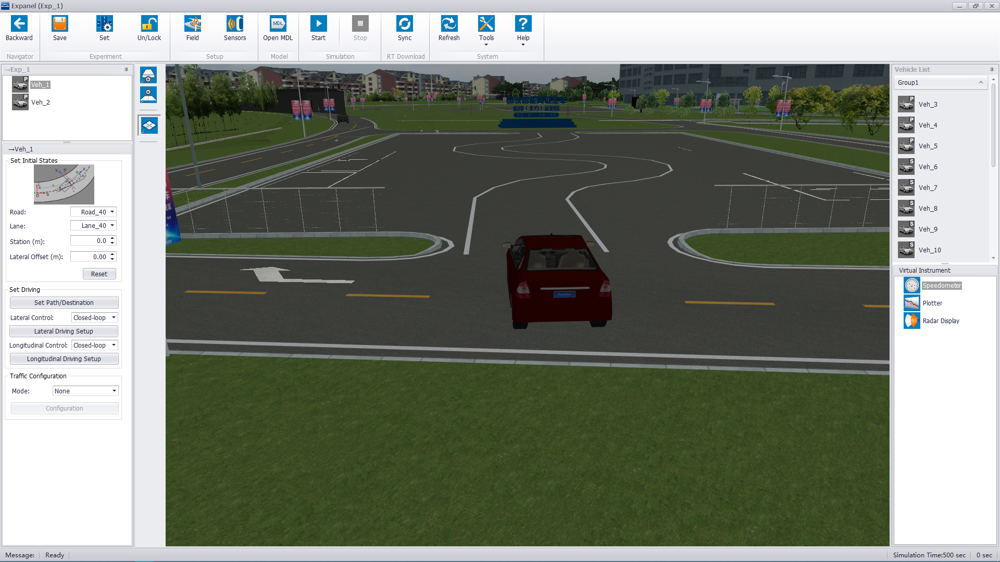 Expanel (Exp_1)
Backward
Save
Set
Un/Lock
Field
Sensors
MDL
Open MDL
Start
Stop
Sync
Refresh
Tools
Help
Navigator
Experiment
Setup
Model
Simulation
RT Download
System
→Exp_1
P
Veh_1
P
Veh_2
→Veh_1
Set Initial States
Road:
Road_40
Lane:
Lane_40
Station (m):
0.0
Lateral Offset (m):
0.00
Reset
Set Driving
Set Path/Destination
Lateral Control:
Closed-loop
Lateral Driving Setup
Longitudinal Control:
Closed-loop
Longitudinal Driving Setup
Traffic Configuration
Mode:
None
Configuration
Vehicle List
Group1
P
Veh_3
P
Veh_4
P
Veh_5
S
Veh_6
S
Veh_7
S
Veh_8
S
Veh_9
S
Veh_10
Virtual Instrument
Speedometer
Plotter
Radar Display
Message:
Ready
Simulation Time:500 sec
0 sec